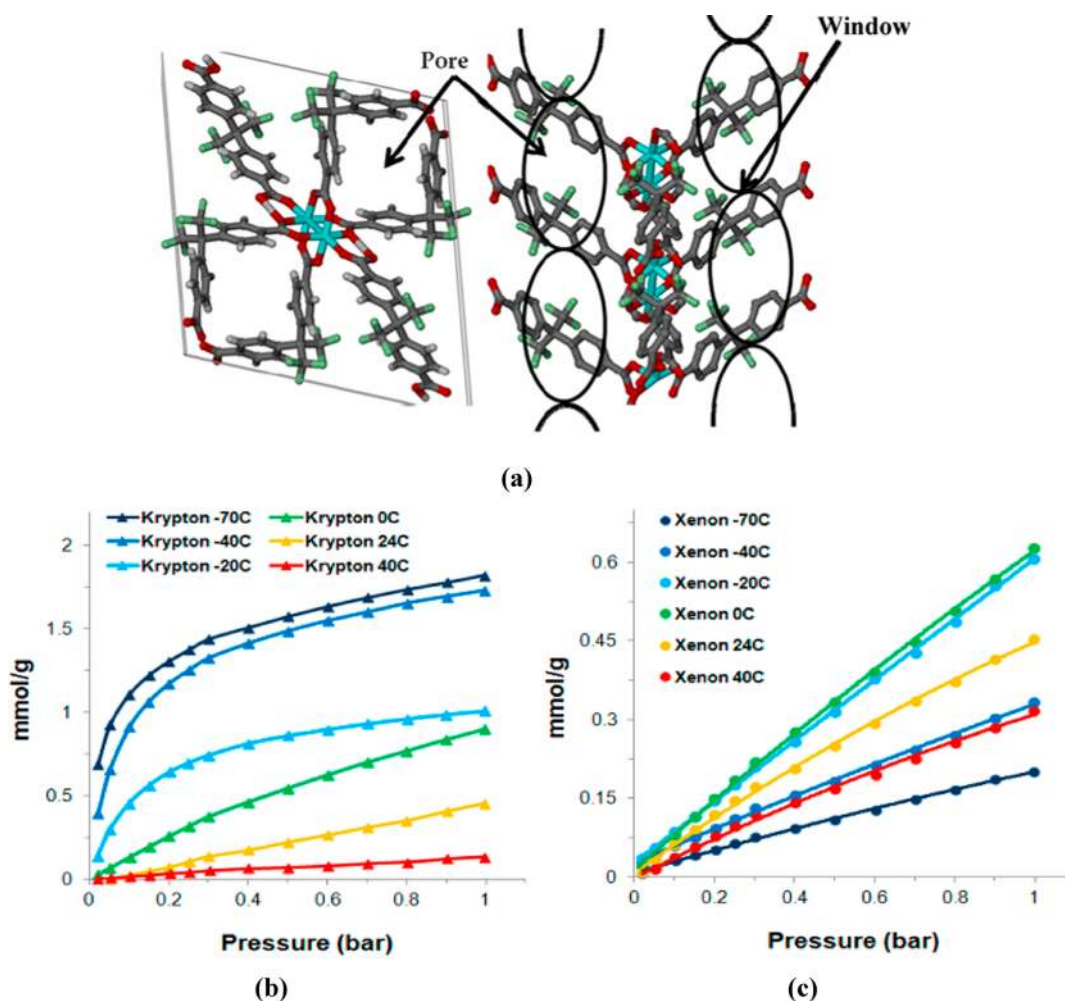 Pore
Window
(a)
Krypton -70C
Krypton 0C
Krypton -40C
Krypton 24C
Krypton -20C
Krypton 40C
2
1.5
1
0.5
0
mmol/g
0
0.2
0.4
0.6
0.8
1
Pressure (bar)
(b)
Xenon -70C
Xenon -40C
Xenon -20C
Xenon 0C
Xenon 24C
Xenon 40C
0.6
0.45
0.3
0.15
0
mmol/g
0
0.2
0.4
0.6
0.8
1
Pressure (bar)
(c)